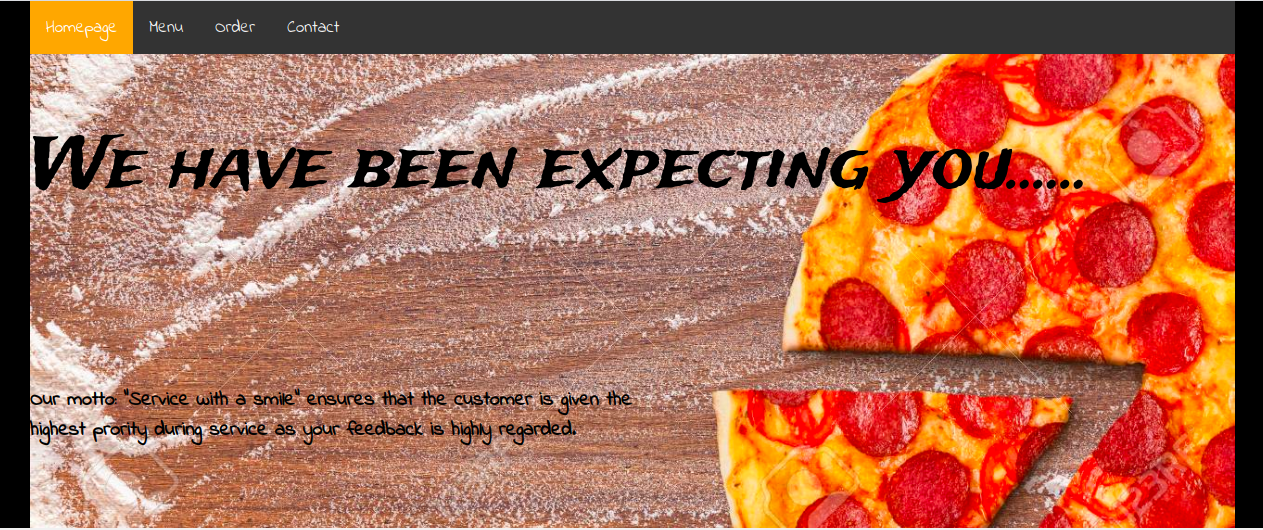 Homepage Menu Order Contact
We have been expecting you......
Our motto: "Service with a smile" ensures that the customer is given the
highest prority during service as your feedback is highly regarded.